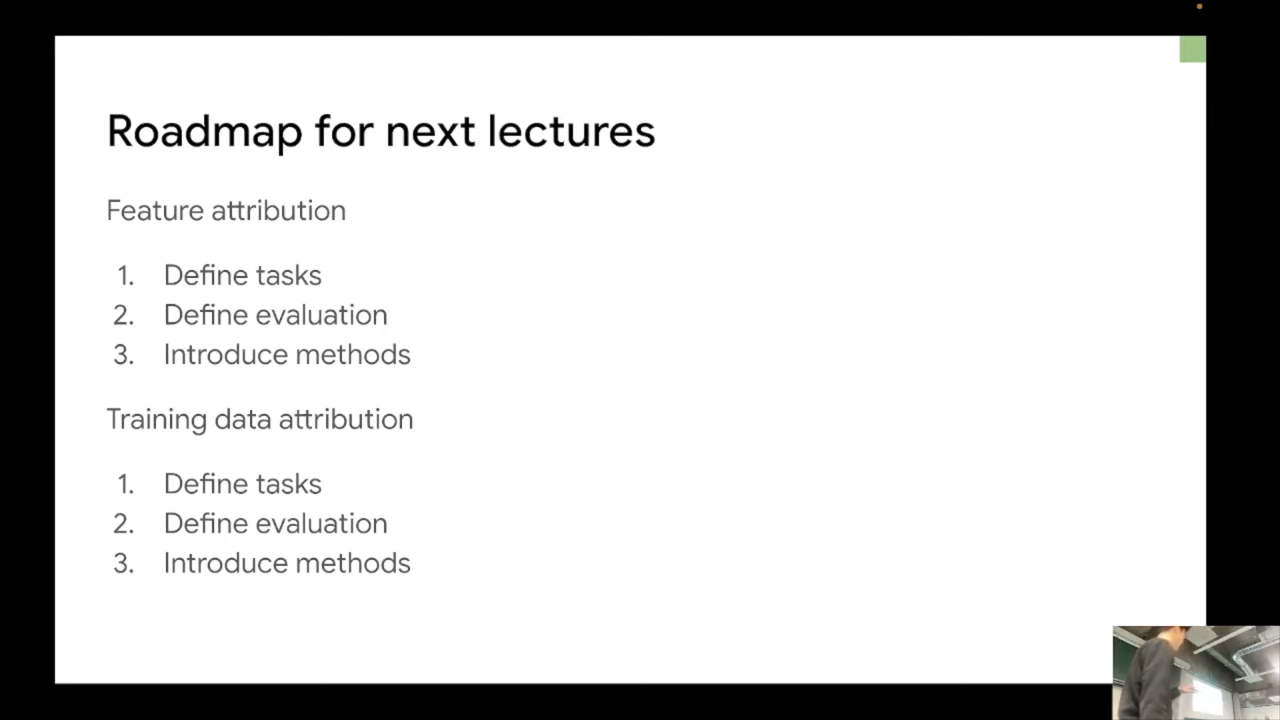 Roadmap for next lectures
Feature attribution
1. Define tasks
2. Define evaluation
3. Introduce methods
Training data attribution
1. Define tasks
2. Define evaluation
3. Introduce methods